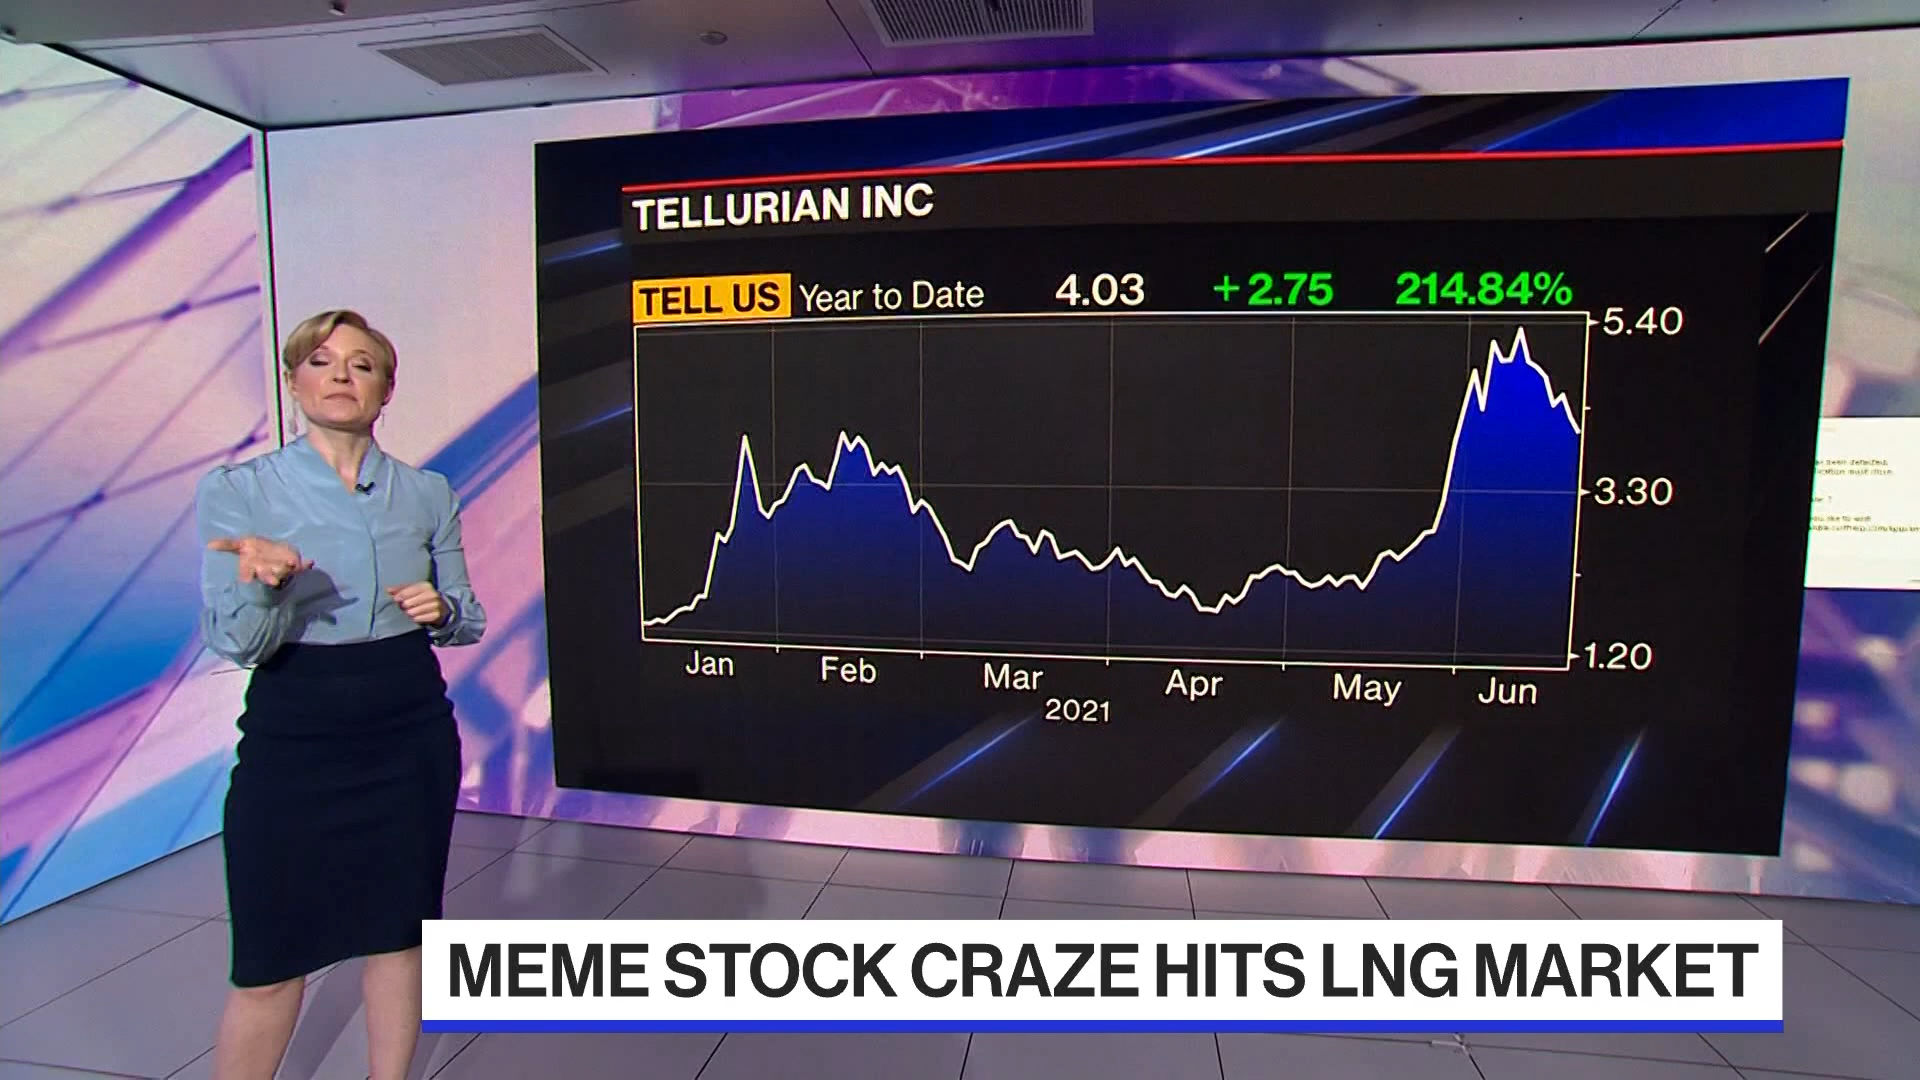 TELLURIAN INC
TELL US Year to Date 4.03 +2.75 214.84%
5.40
3.30
1.20
Jan Feb Mar Apr May Jun
2021
MEME STOCK CRAZE HITS LNG MARKET